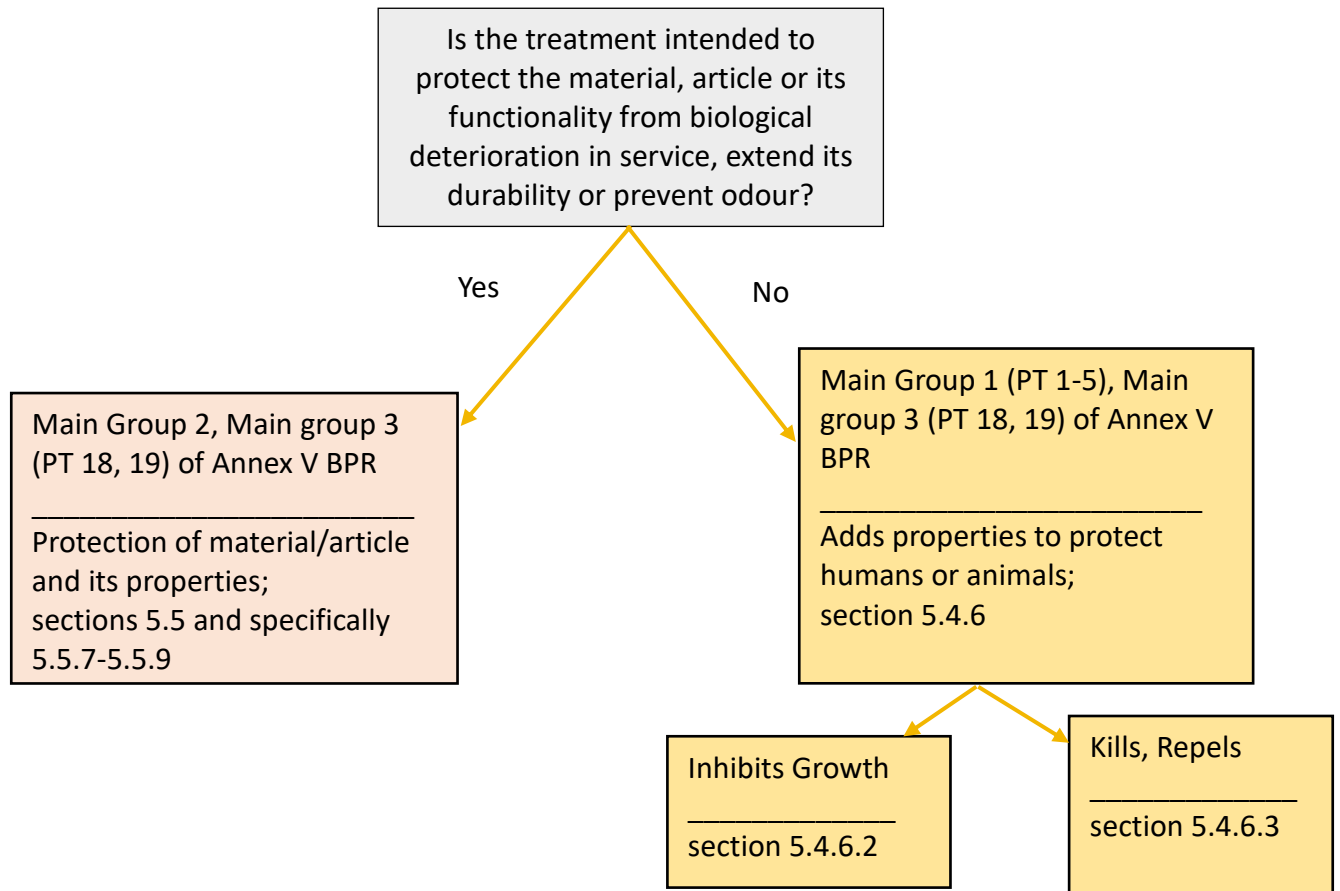 Is the treatment intended to
protect the material, article or its
functionality from biological
deterioration in service, extend its
durability or prevent odour?
Yes
No
Main Group 2, Main group 3
(PT 18, 19) of Annex V BPR
________________________
Protection of material/article
and its properties;
sections 5.5 and specifically
5.5.7-5.5.9
Main Group 1 (PT 1-5), Main
group 3 (PT 18, 19) of Annex V
BPR
________________________
Adds properties to protect
humans or animals;
section 5.4.6
Inhibits Growth
_____________
section 5.4.6.2
Kills, Repels
_____________
section 5.4.6.3